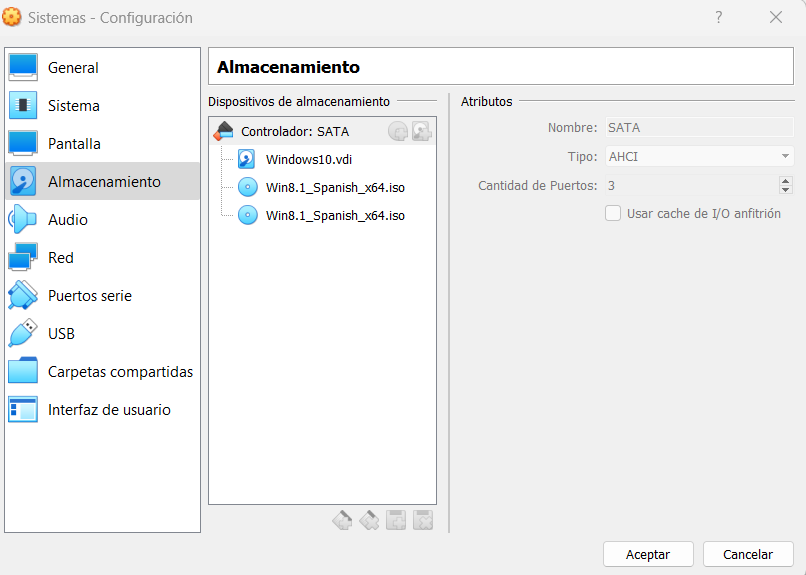 Sistemas - Configuración
?
General
Sistema
Pantalla
Almacenamiento
Audio
Red
Puertos serie
USB
Carpetas compartidas
Interfaz de usuario
Almacenamiento
Dispositivos de almacenamiento
Controlador: SATA
Windows10.vdi
Win8.1_Spanish_x64.iso
Win8.1_Spanish_x64.iso
Atributos
Nombre: SATA
Tipo: AHCI
Cantidad de Puertos: 3
Usar cache de I/O anfitrión
Aceptar
Cancelar